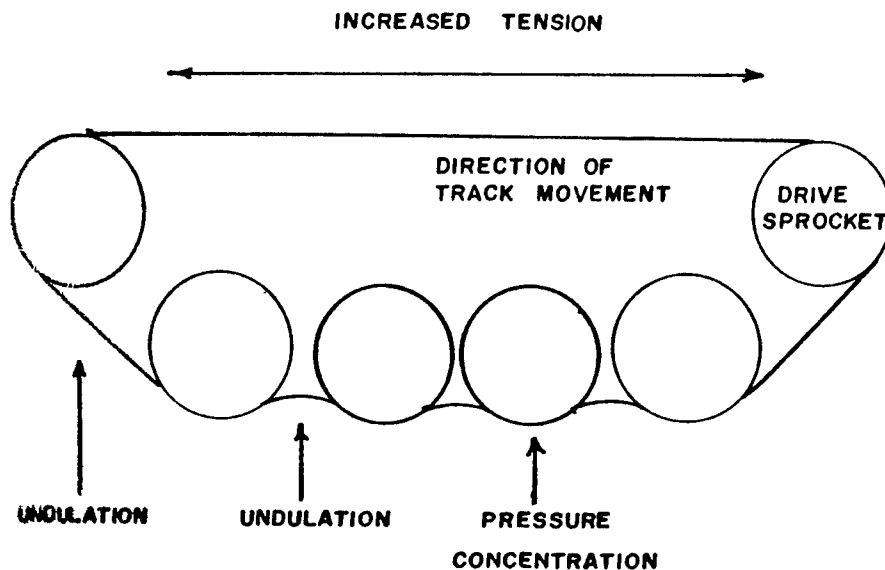 INCREASED TENSION
DIRECTION OF
TRACK MOVEMENT
DRIVE
SPROCKET
UNDULATION
UNDULATION
PRESSURE
CONCENTRATION